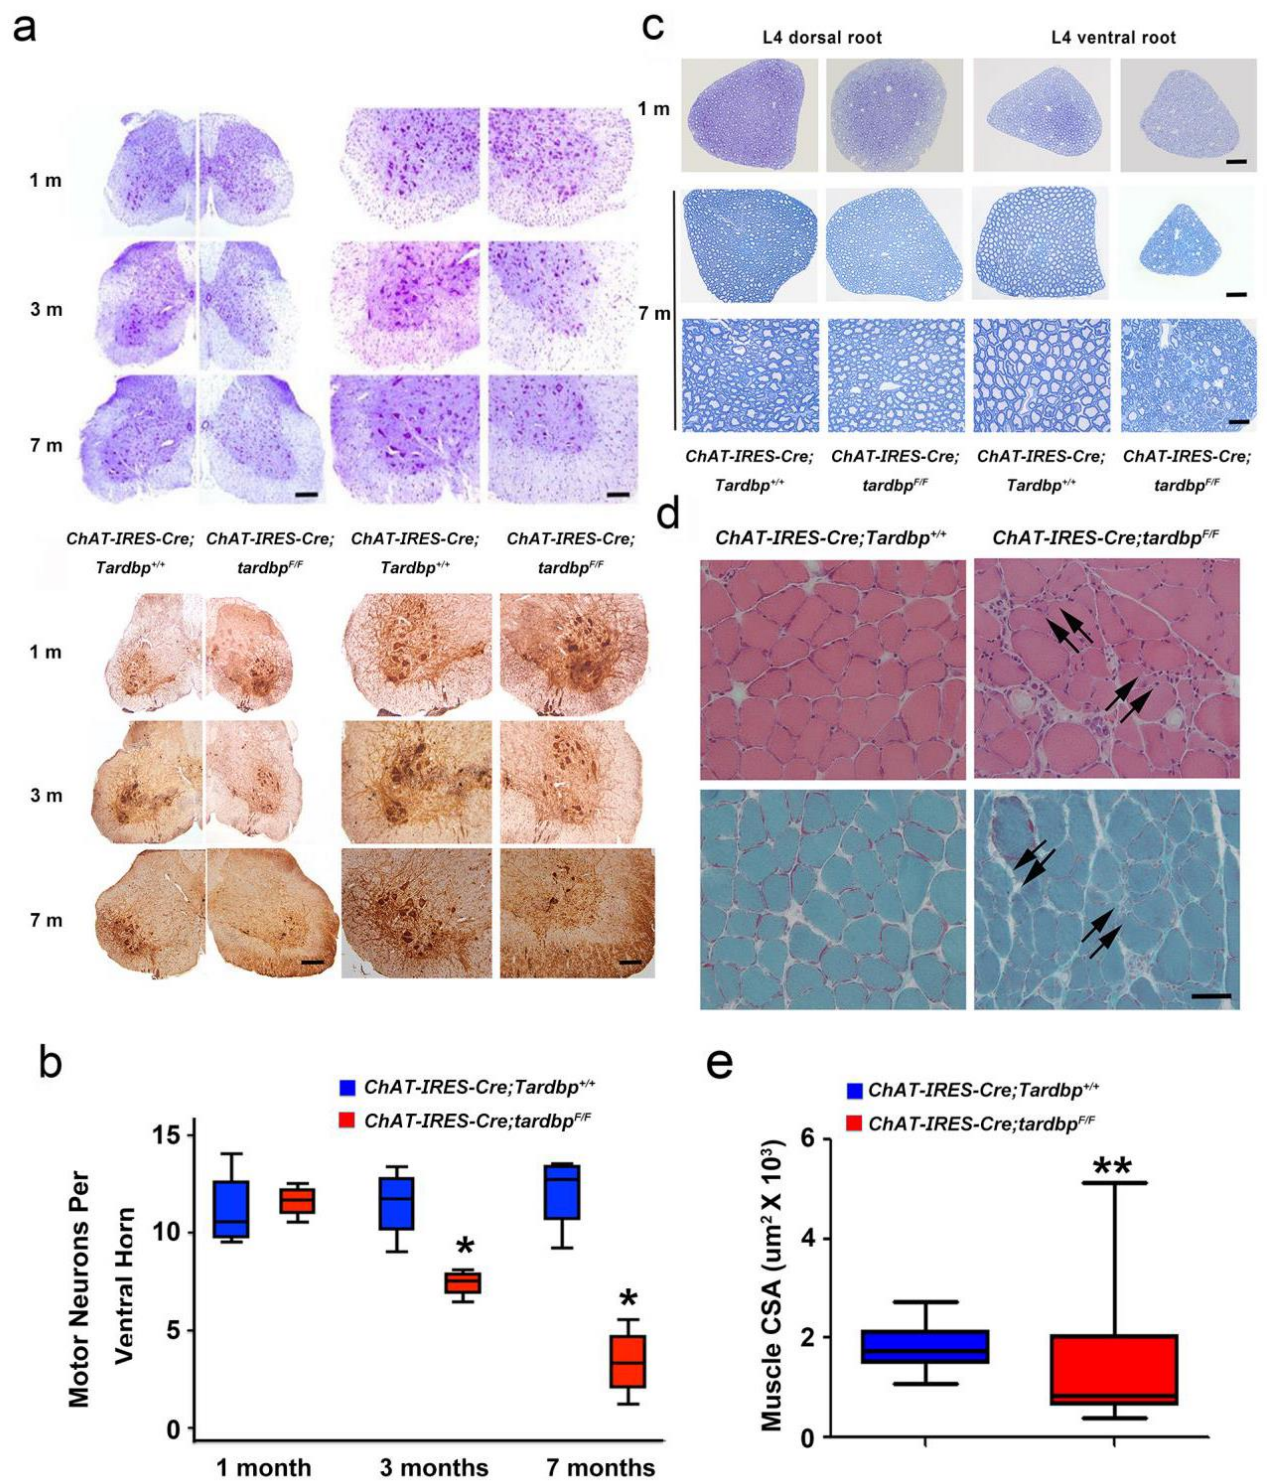 a
1 m
3 m
7 m
ChAT-IRES-Cre; ChAT-IRES-Cre; ChAT-IRES-Cre; ChAT-IRES-Cre;
Tardbp+/+ tardbpF/F Tardbp+/+ tardbpF/F
1 m
3 m
7 m
b
ChAT-IRES-Cre;Tardbp+/+
ChAT-IRES-Cre;tardbpF/F
Motor Neurons Per
Ventral Horn
15
10
5
0
*
*
1 month 3 months 7 months
c
L4 dorsal root L4 ventral root
1 m
7 m
ChAT-IRES-Cre; ChAT-IRES-Cre; ChAT-IRES-Cre; ChAT-IRES-Cre;
Tardbp+/+ tardbpF/F Tardbp+/+ tardbpF/F
d
ChAT-IRES-Cre;Tardbp+/+ ChAT-IRES-Cre;tardbpF/F
e
ChAT-IRES-Cre;Tardbp+/+
ChAT-IRES-Cre;tardbpF/F
Muscle CSA (um² X 10³)
6
4
2
0
**